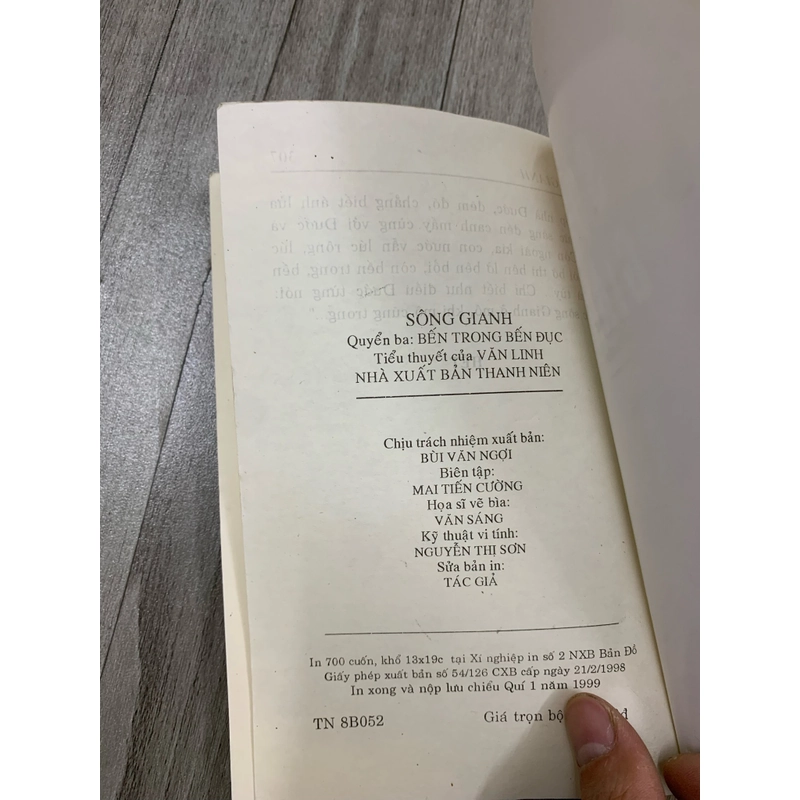 SÔNG GIANH
Quyển ba: BẾN TRONG BẾN ĐỤC
Tiểu thuyết của VĂN LINH
NHÀ XUẤT BẢN THANH NIÊN
Chịu trách nhiệm xuất bản:
BÙI VĂN NGỢI
Biên tập:
MAI TIẾN CƯỜNG
Họa sĩ vẽ bìa:
VĂN SÁNG
Kỹ thuật vi tính:
NGUYỄN THỊ SƠN
Sửa bản in:
TÁC GIẢ
In 700 cuốn, khổ 13x19c tại Xí nghiệp in số 2 NXB Bản Đồ
Giấy phép xuất bản số 54/126 CXB cấp ngày 21/2/1998
In xong và nộp lưu chiểu Quí 1 năm 1999
TN 8B052
Giá trọn bộ đ